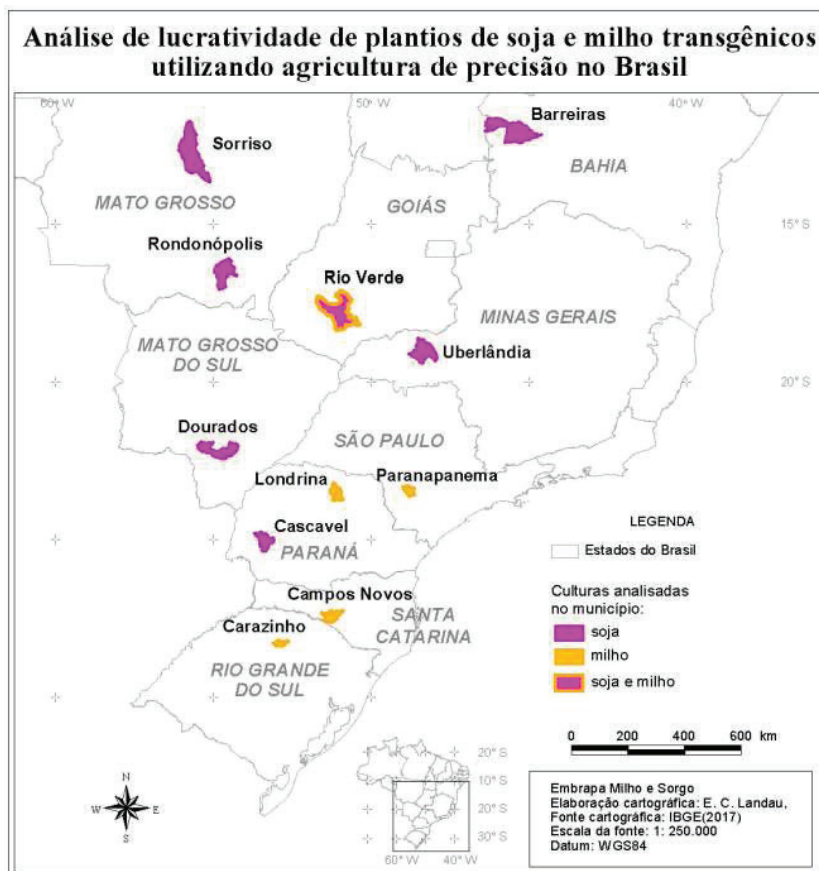 Análise de lucratividade de plantios de soja e milho transgênicos
utilizando agricultura de precisão no Brasil
60° W
50° W
40° W
Sorriso
Barreiras
BAHIA
MATO GROSSO
GOIÁS
15° S
Rondonópolis
Rio Verde
MINAS GERAIS
MATO GROSSO
DO SUL
Uberlândia
20° S
Dourados
SÃO PAULO
Londrina
Paranapanema
Cascavel
PARANÁ
LEGENDA
Estados do Brasil
Campos Novos
SANTA
CATARINA
Carazinho
RIO GRANDE
DO SUL
Culturas analisadas
no município:
soja
milho
soja e milho
0 200 400 600 km
N
W E
S
20° S
10° S
20° S
30° S
60° W 40° W
Embrapa Milho e Sorgo
Elaboração cartográfica: E. C. Landau,
Fonte cartográfica: IBGE(2017)
Escala da fonte: 1: 250.000
Datum: WGS84